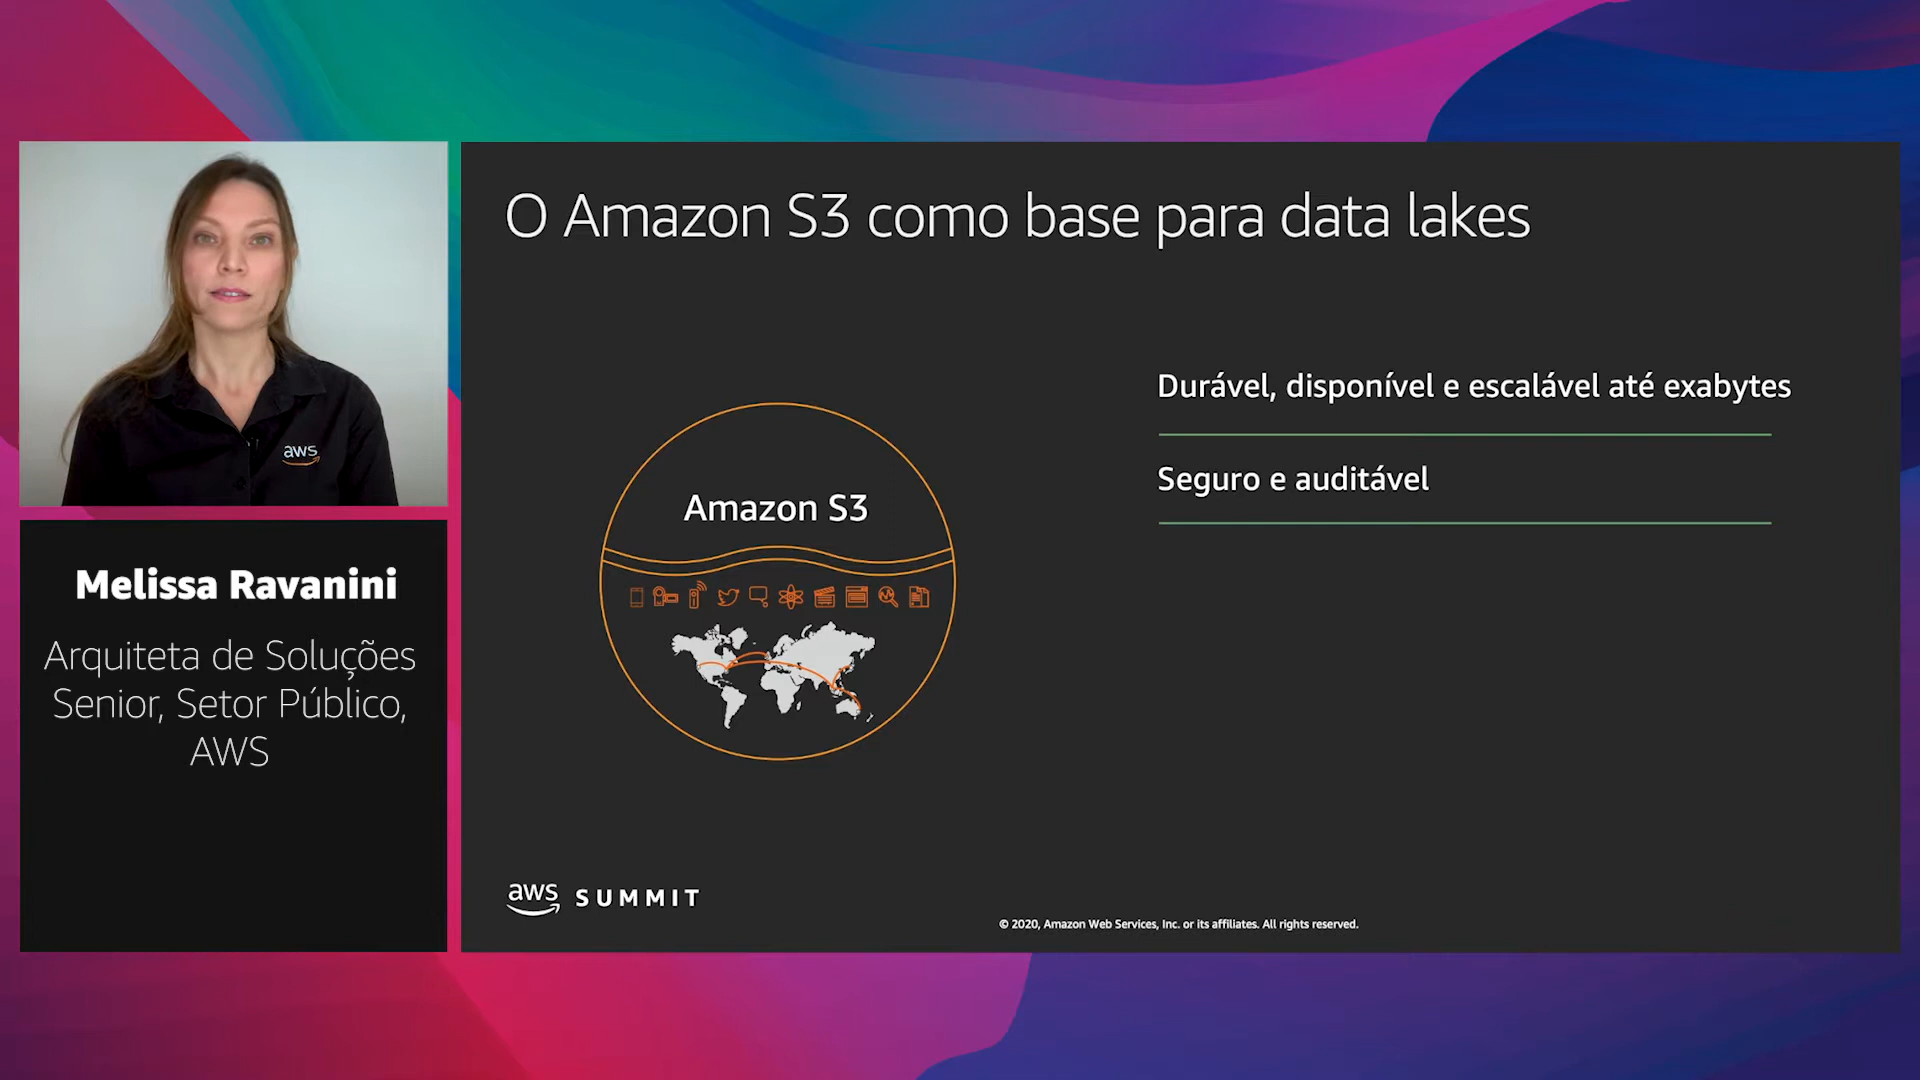 O Amazon S3 como base para data lakes
aws
Durável, disponível e escalável até exabytes
Seguro e auditável
Amazon S3
Melissa Ravanini
Arquiteta de Soluções
Senior, Setor Público,
AWS
aws SUMMIT
© 2020, Amazon Web Services, Inc. or its affiliates. All rights reserved.